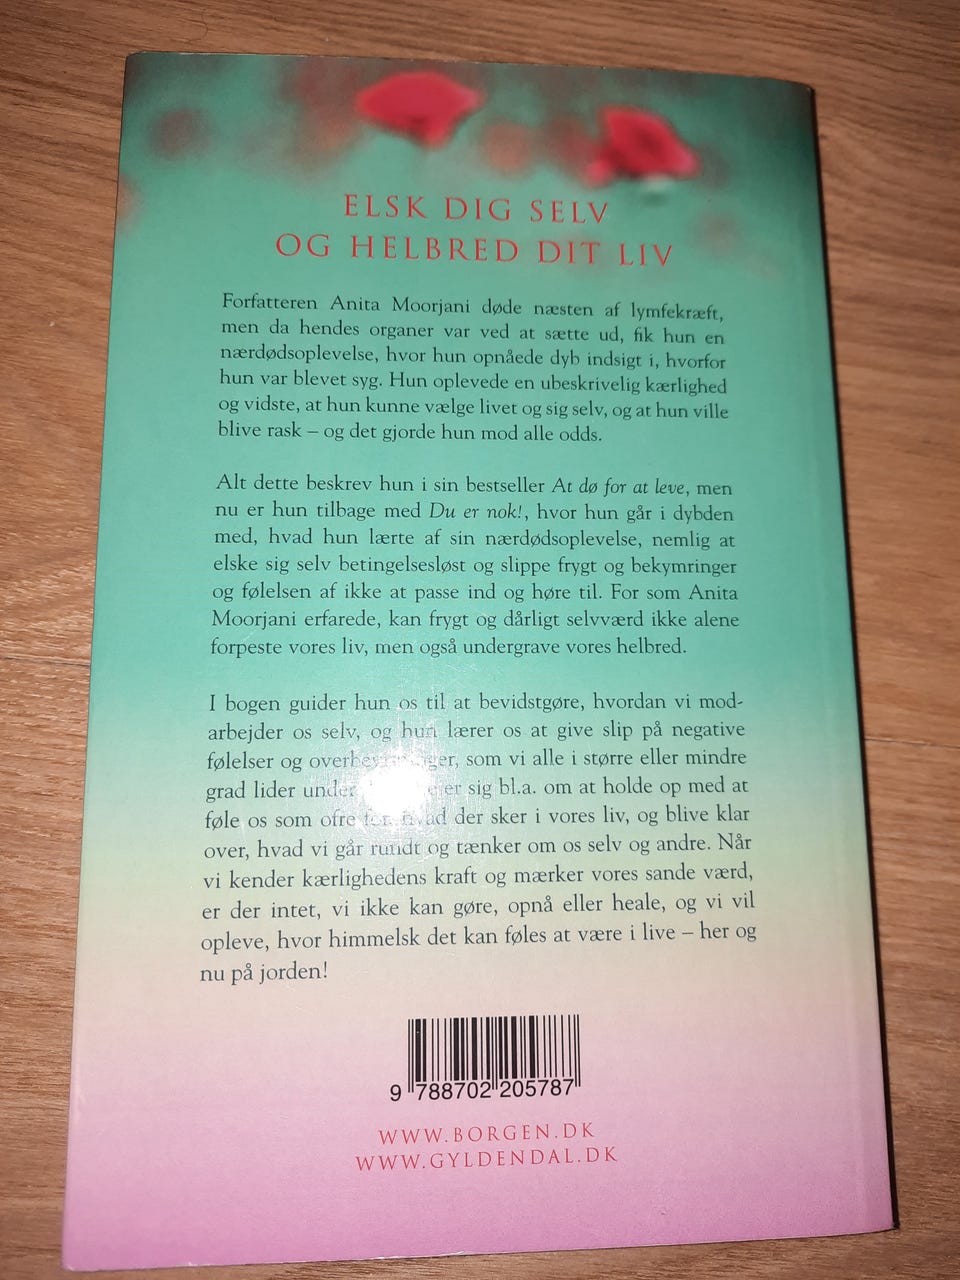 ELSK DIG SELV
OG HELBRED DIT LIV
Forfatteren Anita Moorjani døde næsten af lymfekræft,
men da hendes organer var ved at sætte ud, fik hun en
nærdødsoplevelse, hvor hun opnåede dyb indsigt i, hvorfor
hun var blevet syg. Hun oplevede en ubeskrivelig kærlighed
og vidste, at hun kunne vælge livet og sig selv, og at hun ville
blive rask – og det gjorde hun mod alle odds.
Alt dette beskrev hun i sin bestseller At dø for at leve, men
nu er hun tilbage med Du er nok!, hvor hun går i dybden
med, hvad hun lærte af sin nærdødsoplevelse, nemlig at
elske sig selv betingelsesløst og slippe frygt og bekymringer
og følelsen af ikke at passe ind og høre til. For som Anita
Moorjani erfarede, kan frygt og dårligt selvværd ikke alene
forpeste vores liv, men også undergrave vores helbred.
I bogen guider hun os til at bevidstgøre, hvordan vi mod-
arbejder os selv, og hun lærer os at give slip på negative
følelser og overbevisninger, som vi alle i større eller mindre
grad lider under. sig bl.a. om at holde op med at
føle os som ofre for, hvad der sker i vores liv, og blive klar
over, hvad vi går rundt og tænker om os selv og andre. Når
vi kender kærlighedens kraft og mærker vores sande værd,
er der intet, vi ikke kan gøre, opnå eller heale, og vi vil
opleve, hvor himmelsk det kan føles at være i live – her og
nu på jorden!
9 788702 205787
WWW.BORGEN.DK
WWW.GYLDENDAL.DK